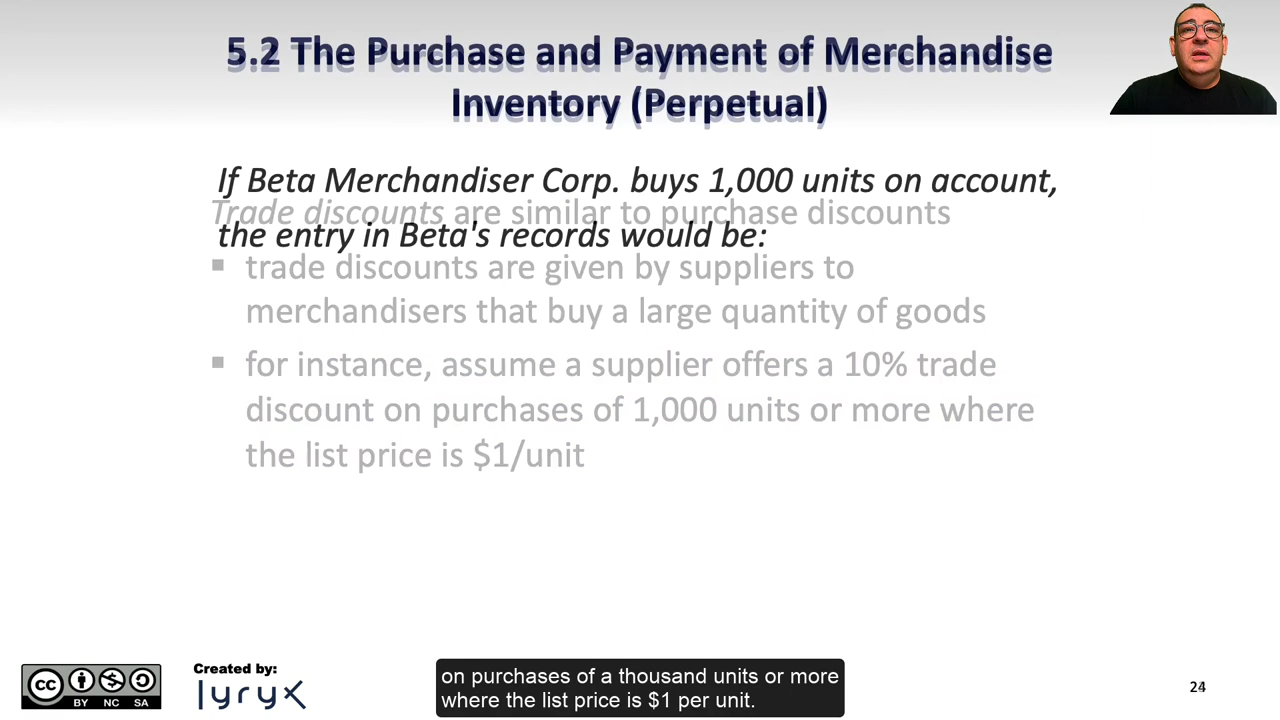 5.2 The Purchase and Payment of Merchandise
Inventory (Perpetual)
If Beta Merchandiser Corp. buys 1,000 units on account,
Trade discounts are similar to purchase discounts
the entry in Beta's records would be:
▪ trade discounts are given by suppliers to
merchandisers that buy a large quantity of goods
▪ for instance, assume a supplier offers a 10% trade
discount on purchases of 1,000 units or more where
the list price is $1/unit
cc
BY NC SA
Created by:
lyryx
on purchases of a thousand units or more
where the list price is $1 per unit.
24